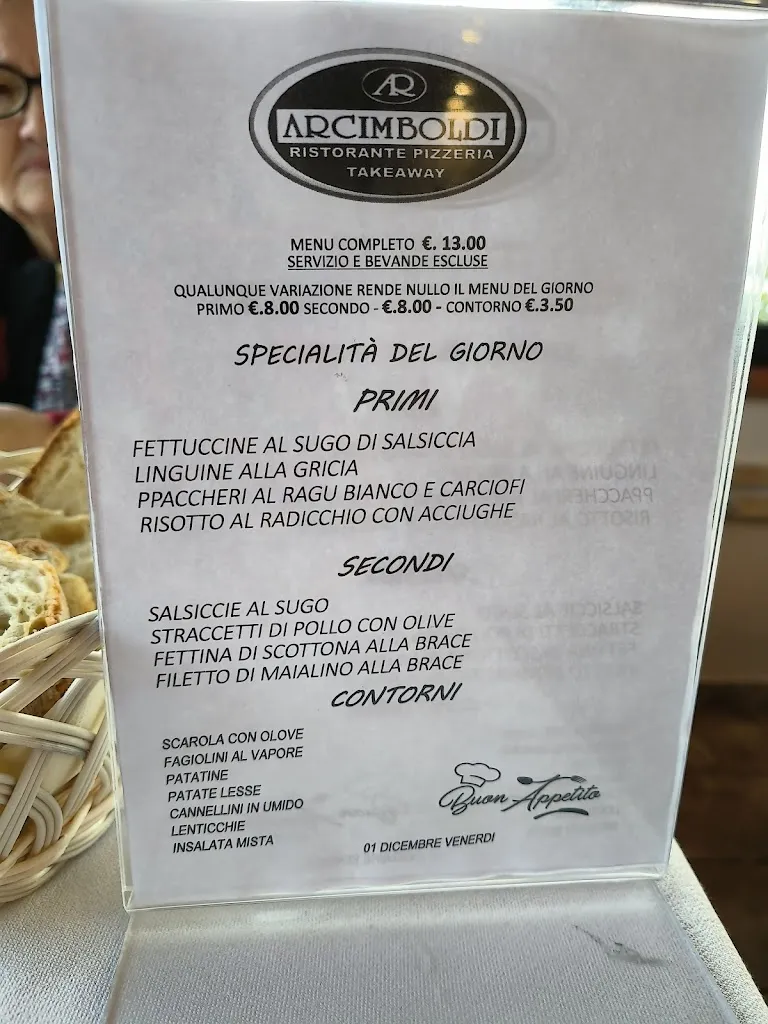 AR
ARCIMBOLDI
RISTORANTE PIZZERIA
TAKEAWAY
MENU COMPLETO €. 13.00
SERVIZIO E BEVANDE ESCLUSE
QUALUNQUE VARIAZIONE RENDE NULLO IL MENU DEL GIORNO
PRIMO €.8.00 SECONDO - €.8.00 - CONTORNO €.3.50
SPECIALITÀ DEL GIORNO
PRIMI
FETTUCCINE AL SUGO DI SALSICCIA
LINGUINE ALLA GRICIA
PPACCHERI AL RAGU BIANCO E CARCIOFI
RISOTTO AL RADICCHIO CON ACCIUGHE
SECONDI
SALSICCIE AL SUGO
STRACCETTI DI POLLO CON OLIVE
FETTINA DI SCOTTONA ALLA BRACE
FILETTO DI MAIALINO ALLA BRACE
CONTORNI
SCAROLA CON OLOVE
FAGIOLINI AL VAPORE
PATATINE
PATATE LESSE
CANNELLINI IN UMIDO
LENTICCHIE
INSALATA MISTA
Buon Appetito
01 DICEMBRE VENERDI